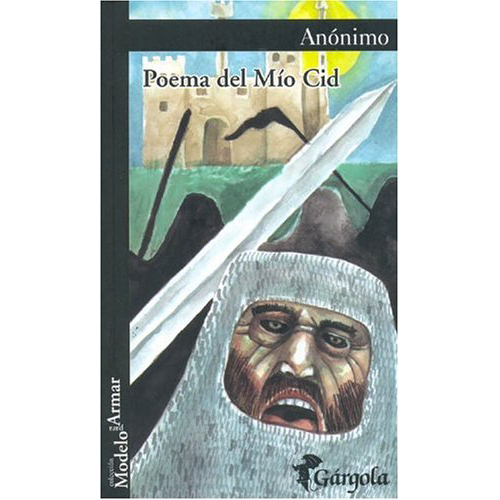 Anónimo
Poema del Mío Cid
colección
Modelo para Armar
Gárgola